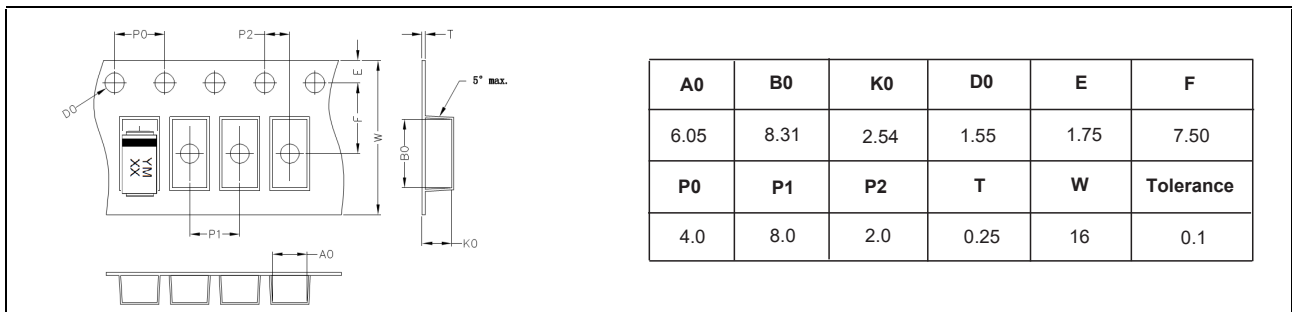 P0
P2
T
E
5° max.
D0
F
W
B0
YM
XX
P1
K0
A0
A0 B0 K0 D0 E F
6.05 8.31 2.54 1.55 1.75 7.50
P0 P1 P2 T W Tolerance
4.0 8.0 2.0 0.25 16 0.1